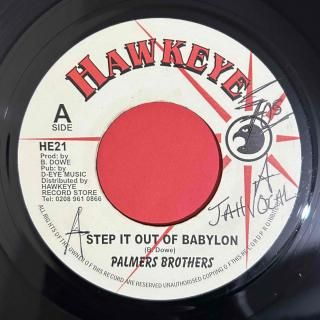 HAWKEYE
A
SIDE
HE21
Prod: by
B. DOWE
Pub: by
D-EYE MUSIC
Distributed by
HAWKEYE
RECORD STORE
Tel: 0208 961 0866
A
JAH VOCAL
A
STEP IT OUT OF BABYLON
(B. Dowe)
PALMERS BROTHERS